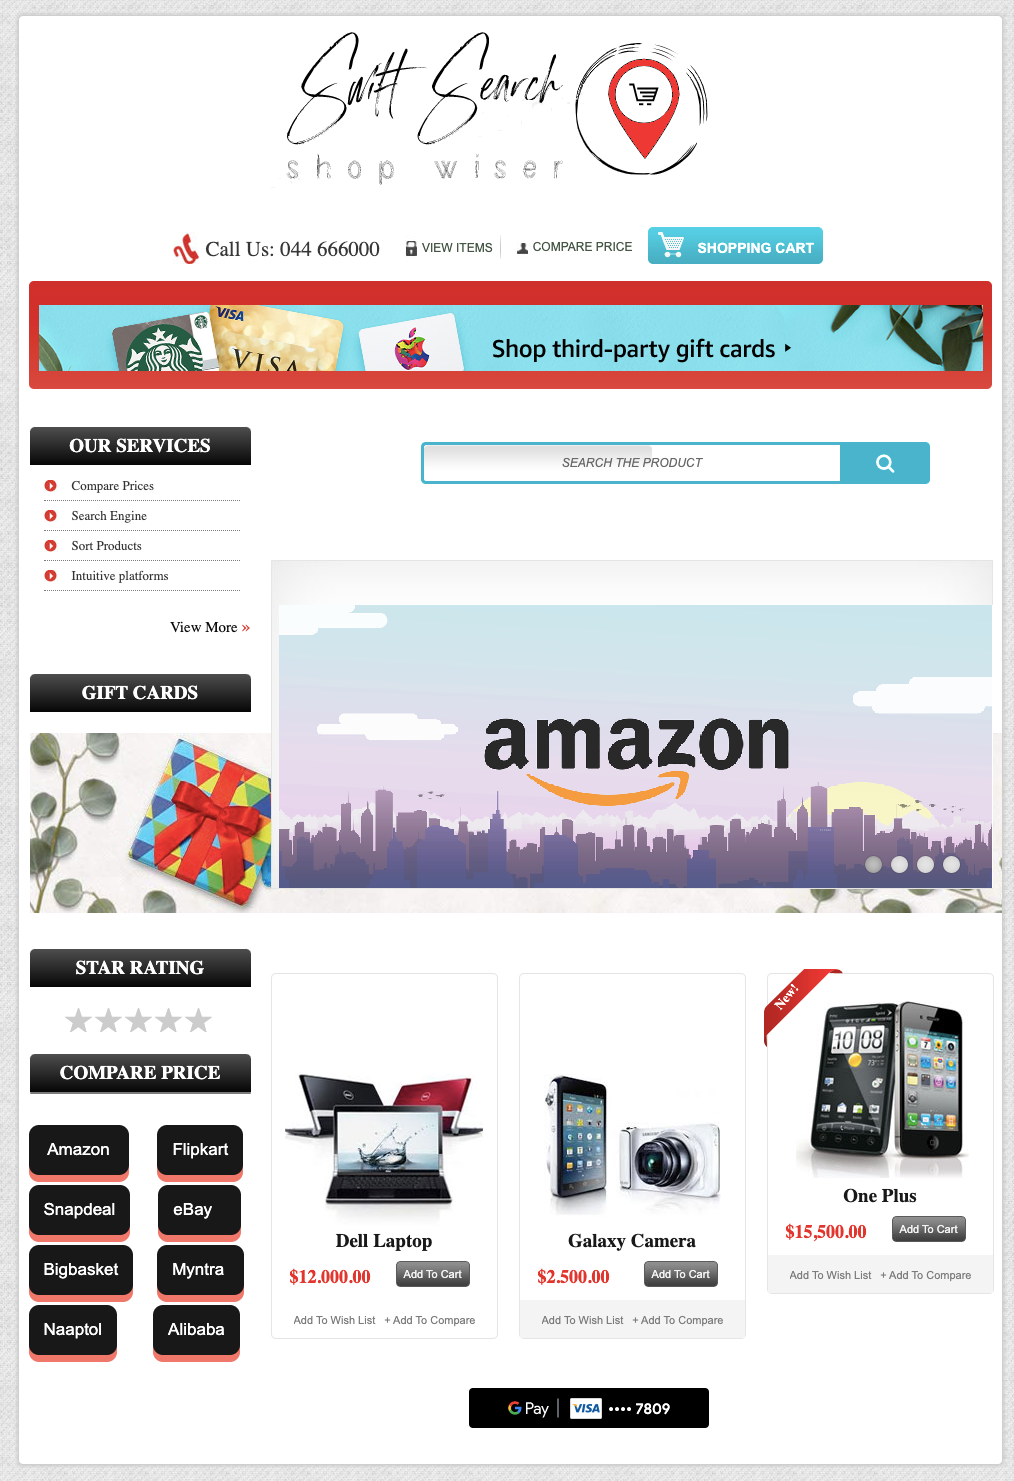 Swift Search
shop wiser
Call Us: 044 666000
VIEW ITEMS
COMPARE PRICE
SHOPPING CART
VISA
VISA
Shop third-party gift cards
OUR SERVICES
SEARCH THE PRODUCT
Compare Prices
Search Engine
Sort Products
Intuitive platforms
View More »
GIFT CARDS
amazon
STAR RATING
COMPARE PRICE
Amazon
Flipkart
Snapdeal
eBay
Bigbasket
Myntra
Naaptol
Alibaba
Dell Laptop
$12.000.00
Add To Cart
Add To Wish List
+ Add To Compare
Galaxy Camera
$2.500.00
Add To Cart
Add To Wish List
+ Add To Compare
New!
10 08
One Plus
$15,500.00
Add To Cart
Add To Wish List
+ Add To Compare
G Pay
VISA
•••• 7809